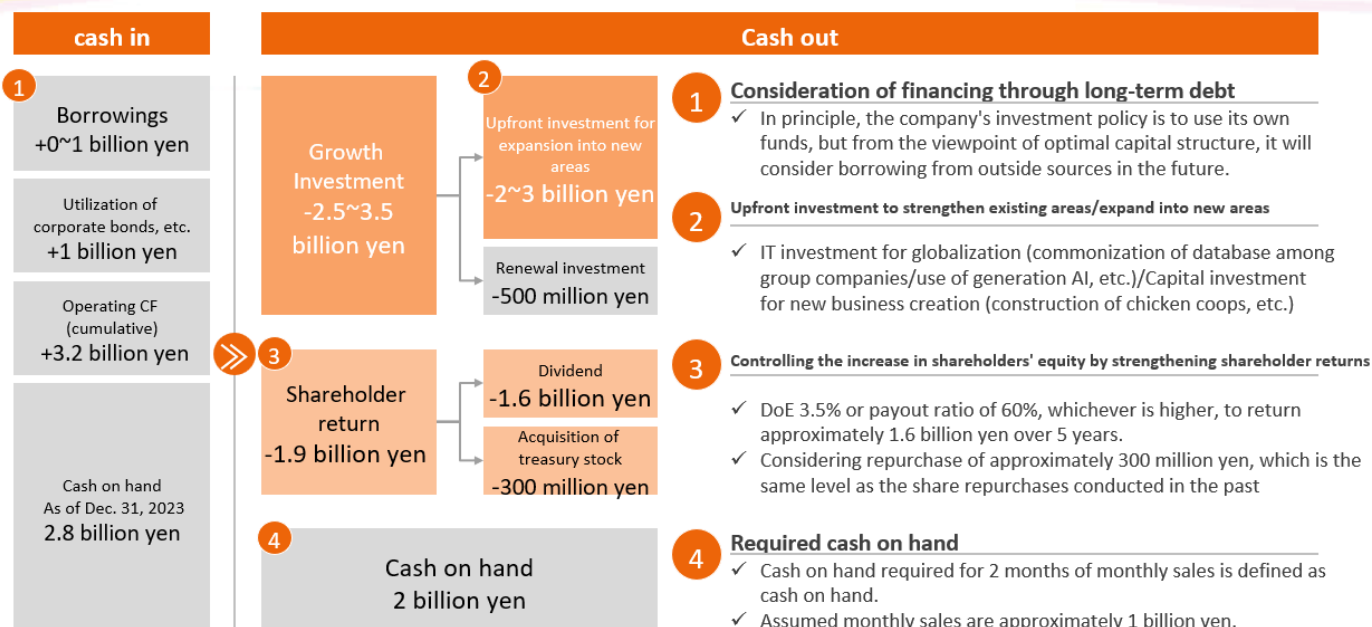 cash in
Cash out
1
Borrowings
+0~1 billion yen
Utilization of
corporate bonds, etc.
+1 billion yen
Operating CF
(cumulative)
+3.2 billion yen
Cash on hand
As of Dec. 31, 2023
2.8 billion yen
Growth
Investment
-2.5~3.5
billion yen
2
Upfront investment for
expansion into new
areas
-2~3 billion yen
Renewal investment
-500 million yen
3
Shareholder
return
-1.9 billion yen
Dividend
-1.6 billion yen
Acquisition of
treasury stock
-300 million yen
4
Cash on hand
2 billion yen
1
Consideration of financing through long-term debt
✓ In principle, the company's investment policy is to use its own
funds, but from the viewpoint of optimal capital structure, it will
consider borrowing from outside sources in the future.
2
Upfront investment to strengthen existing areas/expand into new areas
✓ IT investment for globalization (commonization of database among
group companies/use of generation AI, etc.)/Capital investment
for new business creation (construction of chicken coops, etc.)
3
Controlling the increase in shareholders' equity by strengthening shareholder returns
✓ DoE 3.5% or payout ratio of 60%, whichever is higher, to return
approximately 1.6 billion yen over 5 years.
✓ Considering repurchase of approximately 300 million yen, which is the
same level as the share repurchases conducted in the past
4
Required cash on hand
✓ Cash on hand required for 2 months of monthly sales is defined as
cash on hand.
✓ Assumed monthly sales are approximately 1 billion yen.